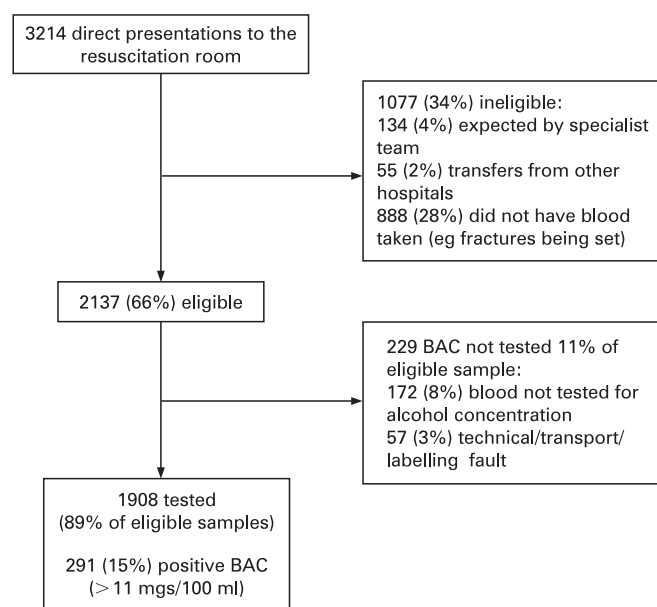 3214 direct presentations to the
resuscitation room
1077 (34%) ineligible:
134 (4%) expected by specialist
team
55 (2%) transfers from other
hospitals
888 (28%) did not have blood
taken (eg fractures being set)
2137 (66%) eligible
229 BAC not tested 11% of
eligible sample:
172 (8%) blood not tested for
alcohol concentration
57 (3%) technical/transport/
labelling fault
1908 tested
(89% of eligible samples)
291 (15%) positive BAC
(>11 mgs/100 ml)